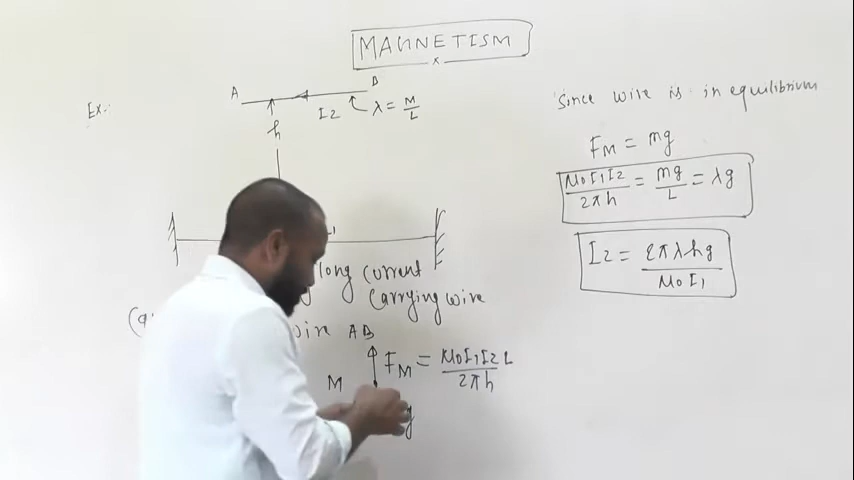 MAGNETISM
x
Ex:
A
B
I2
λ = M/L
h
long current
Carrying wire
wire AB
M
FM = μ0I1I2L/2πh
Since wire is in equilibrium
FM = mg
μ0I1I2/2πh = mg/L = λg
I2 = 2πλhg/μ0I1